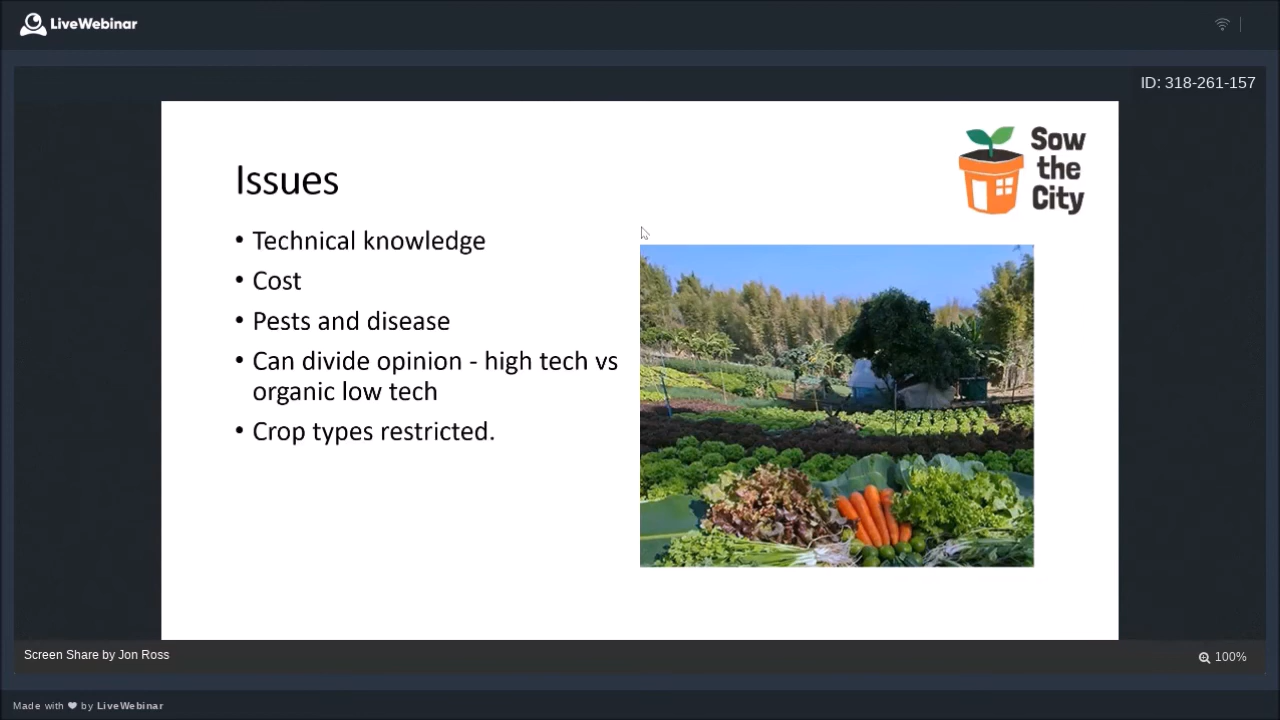 LiveWebinar
ID: 318-261-157
Sow
the
City
Issues
• Technical knowledge
• Cost
• Pests and disease
• Can divide opinion - high tech vs
organic low tech
• Crop types restricted.
Screen Share by Jon Ross
100%
Made with ❤ by LiveWebinar